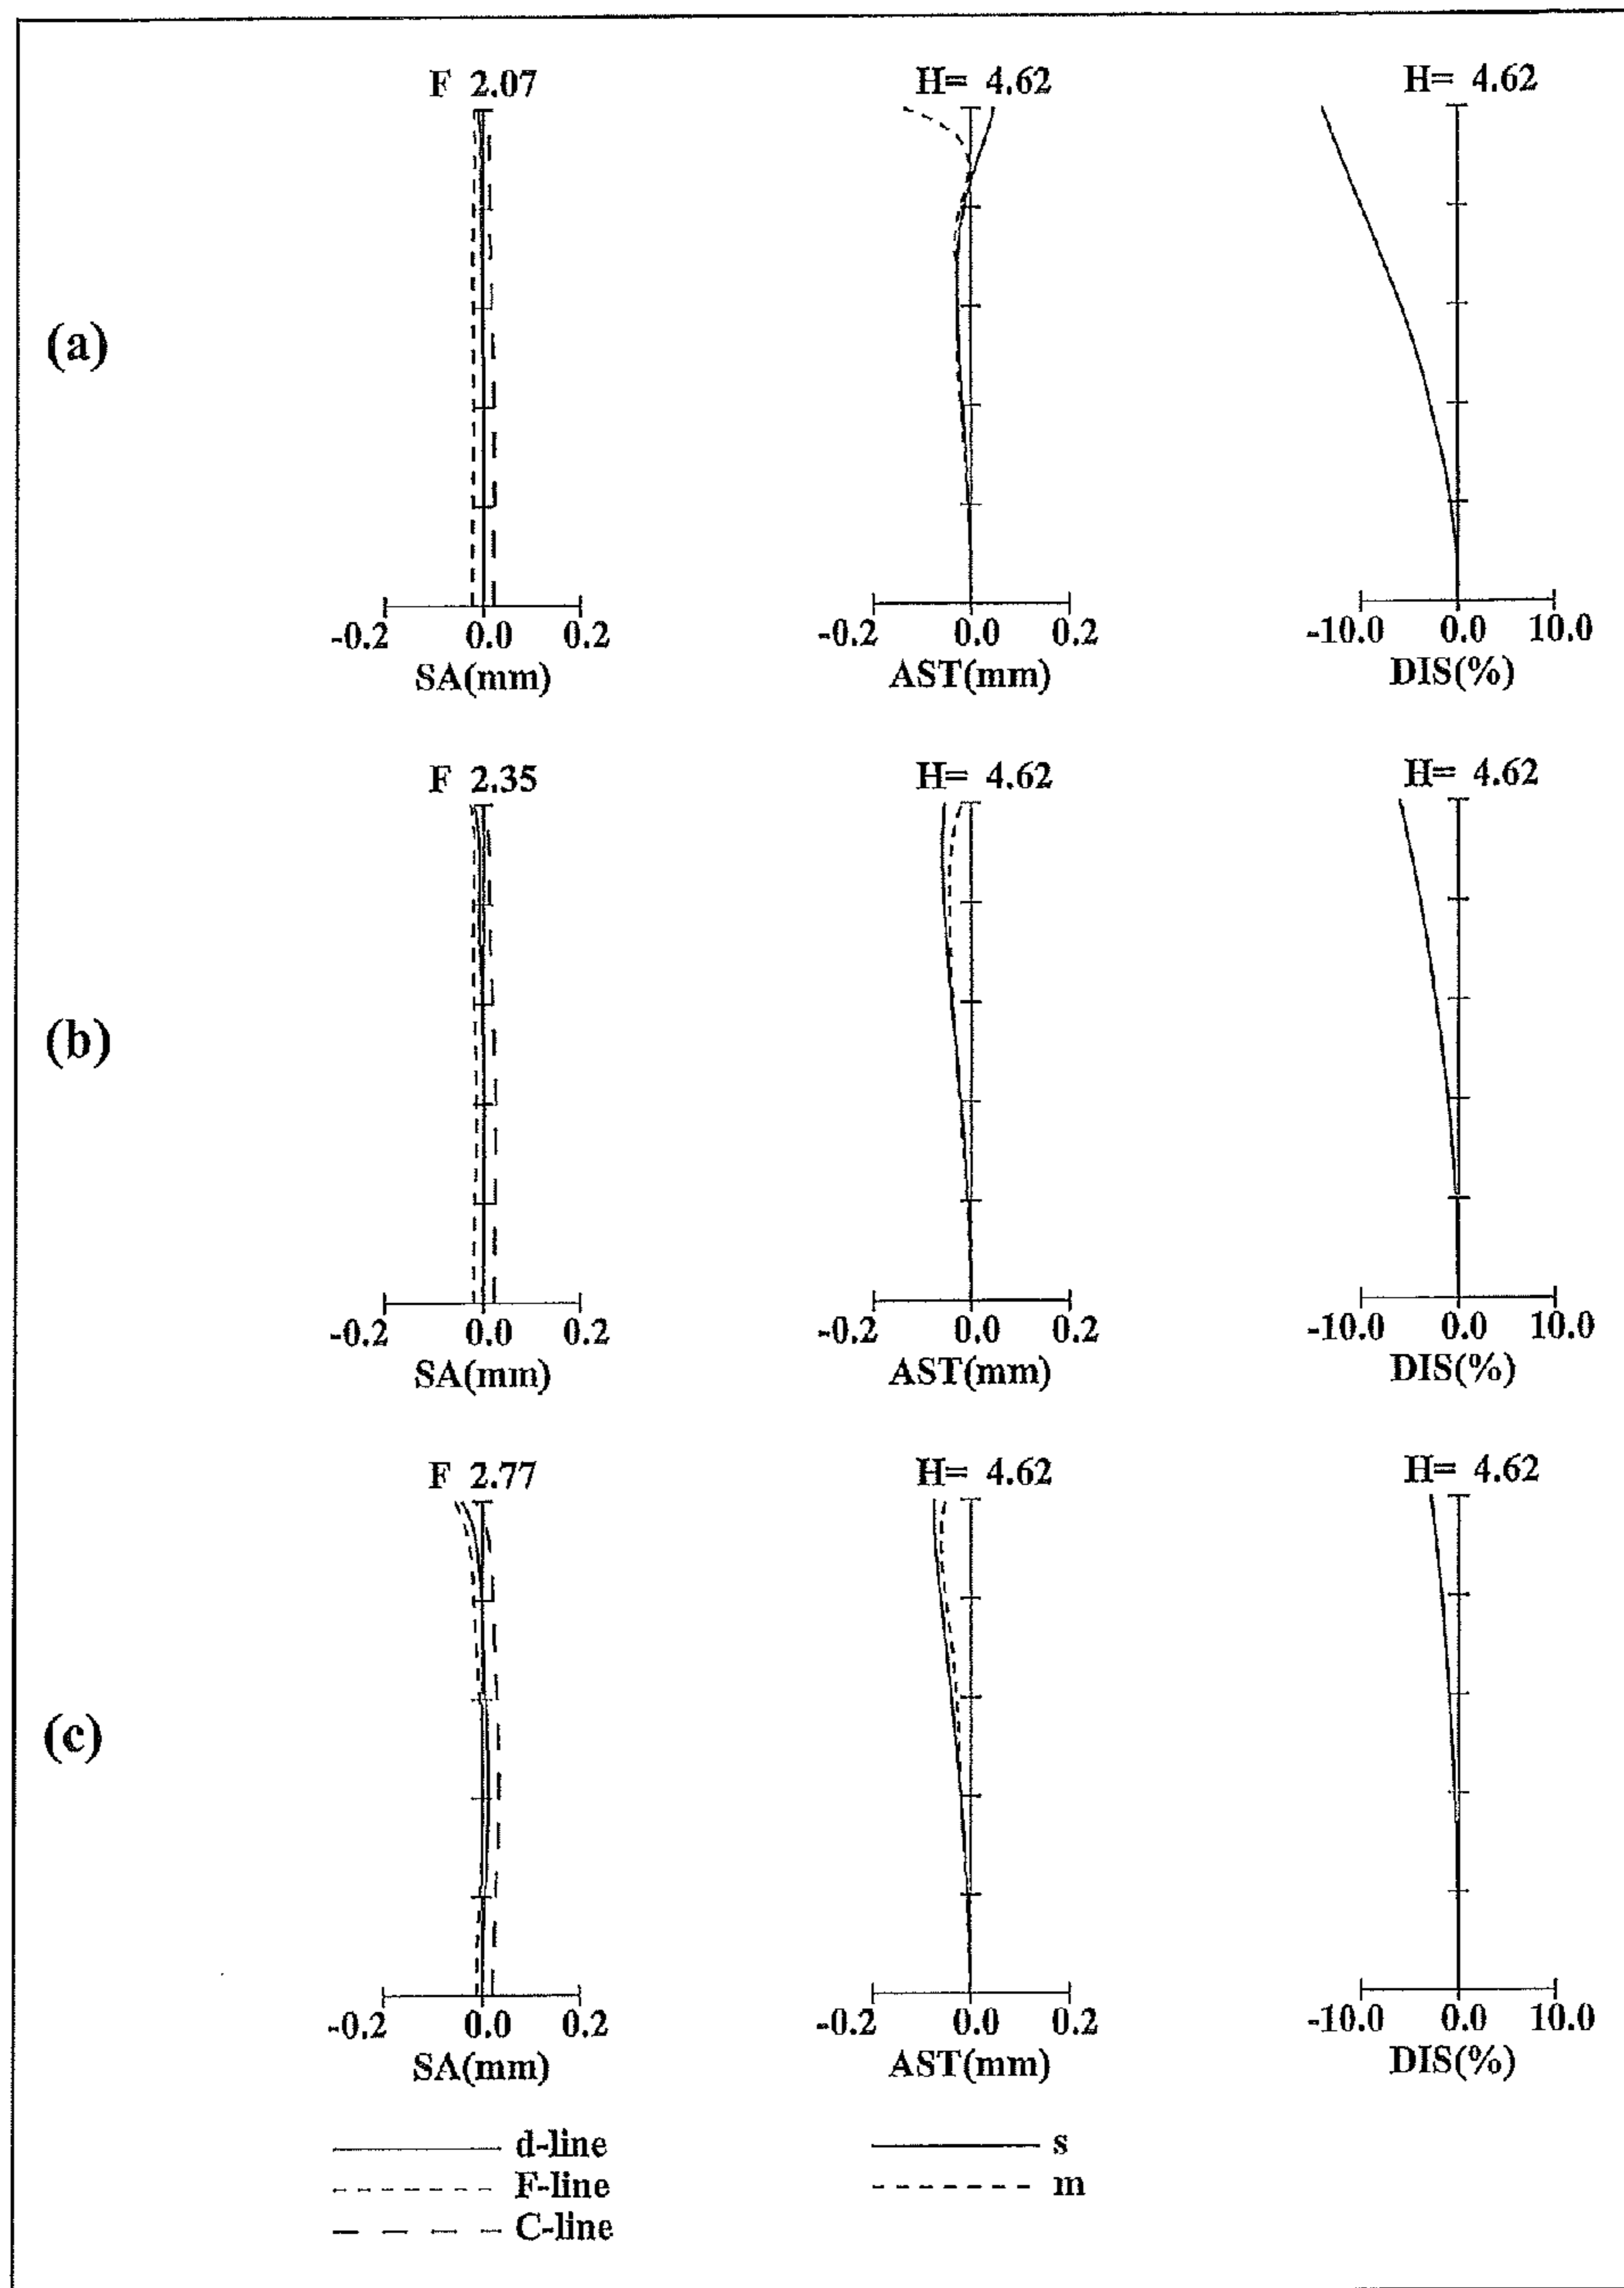 (a)
F 2.07
H= 4.62
H= 4.62
-0.2 0.0 0.2
SA(mm)
-0.2 0.0 0.2
AST(mm)
-10.0 0.0 10.0
DIS(%)
(b)
F 2.35
H= 4.62
H= 4.62
-0.2 0.0 0.2
SA(mm)
-0.2 0.0 0.2
AST(mm)
-10.0 0.0 10.0
DIS(%)
(c)
F 2.77
H= 4.62
H= 4.62
-0.2 0.0 0.2
SA(mm)
-0.2 0.0 0.2
AST(mm)
-10.0 0.0 10.0
DIS(%)
d-line
F-line
C-line
s
m